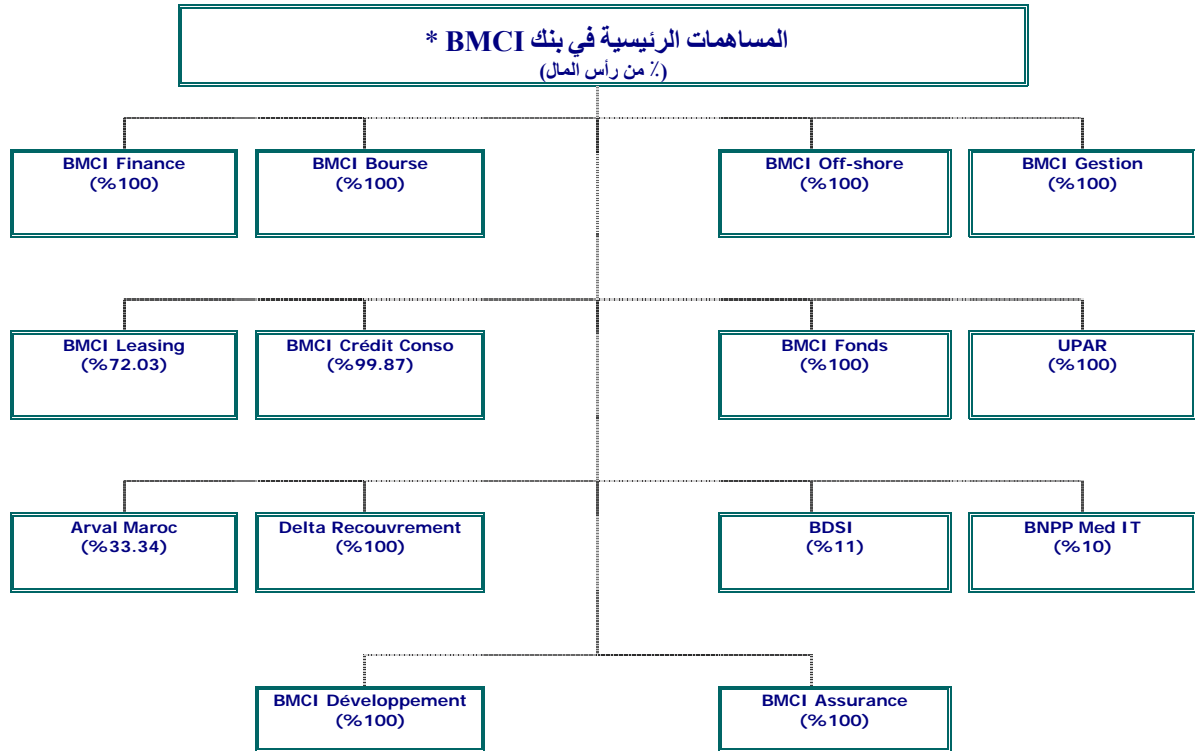 المساهمات الرئيسية في بنك BMCI *
(٪ من رأس المال)
BMCI Finance
(%100)
BMCI Bourse
(%100)
BMCI Off-shore
(%100)
BMCI Gestion
(%100)
BMCI Leasing
(%72.03)
BMCI Crédit Conso
(%99.87)
BMCI Fonds
(%100)
UPAR
(%100)
Arval Maroc
(%33.34)
Delta Recouvrement
(%100)
BDSI
(%11)
BNPP Med IT
(%10)
BMCI Développement
(%100)
BMCI Assurance
(%100)